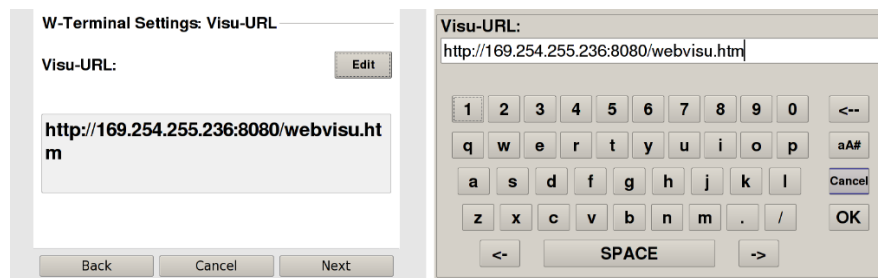 W-Terminal Settings: Visu-URL
Visu-URL:
Edit
http://169.254.255.236:8080/webvisu.ht
m
Back Cancel Next
Visu-URL:
http://169.254.255.236:8080/webvisu.htm
1 2 3 4 5 6 7 8 9 0 <--
q w e r t y u i o p aA#
a s d f g h j k l Cancel
z x c v b n m . / OK
<- SPACE ->